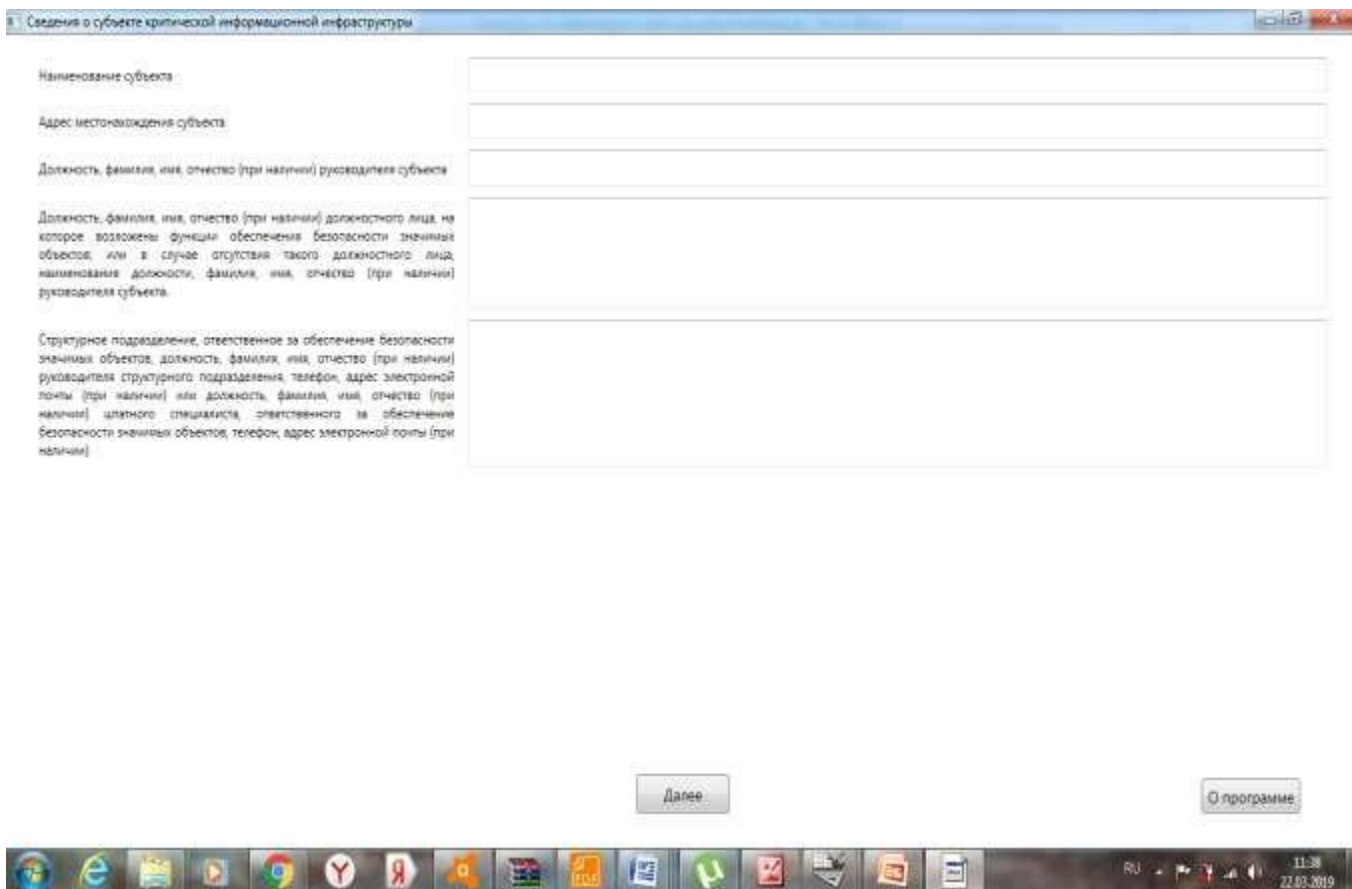 Сведения о субъекте критической информационной инфраструктуры
Наименование субъекта
Адрес местонахождения субъекта
Должность, фамилия, имя, отчество (при наличии) руководителя субъекта
Должность, фамилия, имя, отчество (при наличии) должностного лица, на
которое возложены функции обеспечения безопасности значимых
объектов, или в случае отсутствия такого должностного лица,
наименование должности, фамилия, имя, отчество (при наличии)
руководителя субъекта.
Структурное подразделение, ответственное за обеспечение безопасности
значимых объектов, должность, фамилия, имя, отчество (при наличии)
руководителя структурного подразделения, телефон, адрес электронной
почты (при наличии) или должность, фамилия, имя, отчество (при
наличии) штатного специалиста, ответственного за обеспечение
безопасности значимых объектов, телефон, адрес электронной почты (при
наличии)
Далее
О программе
PDF
RU
11:38
22.03.2019